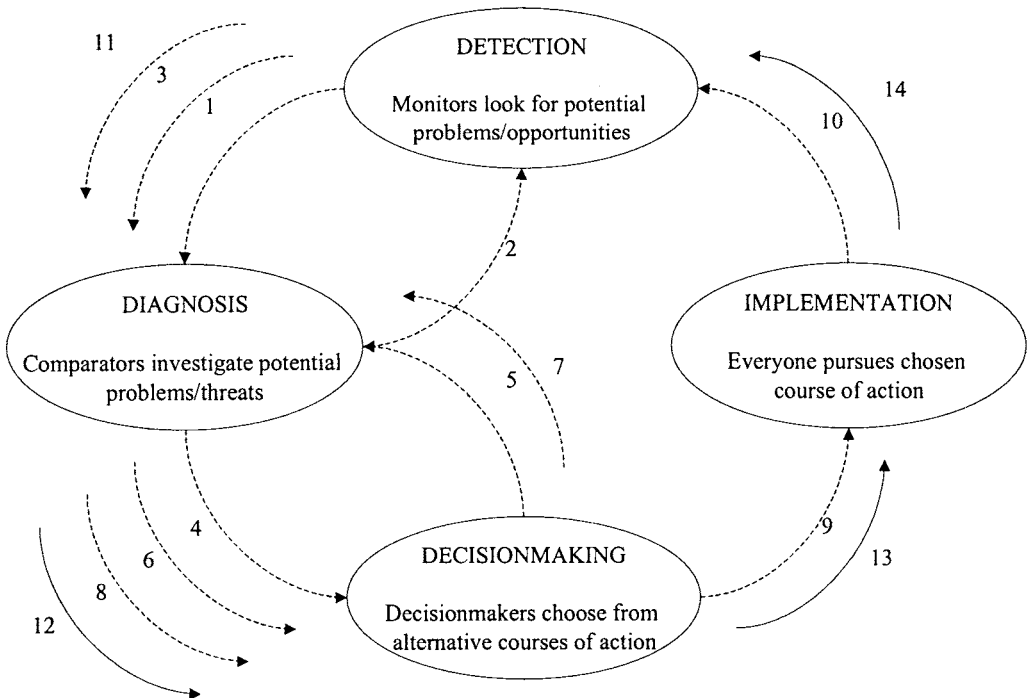 DETECTION
Monitors look for potential
problems/opportunities
11
3
1
14
10
2
DIAGNOSIS
Comparators investigate potential
problems/threats
7
5
IMPLEMENTATION
Everyone pursues chosen
course of action
4
6
8
12
DECISIONMAKING
Decisionmakers choose from
alternative courses of action
9
13